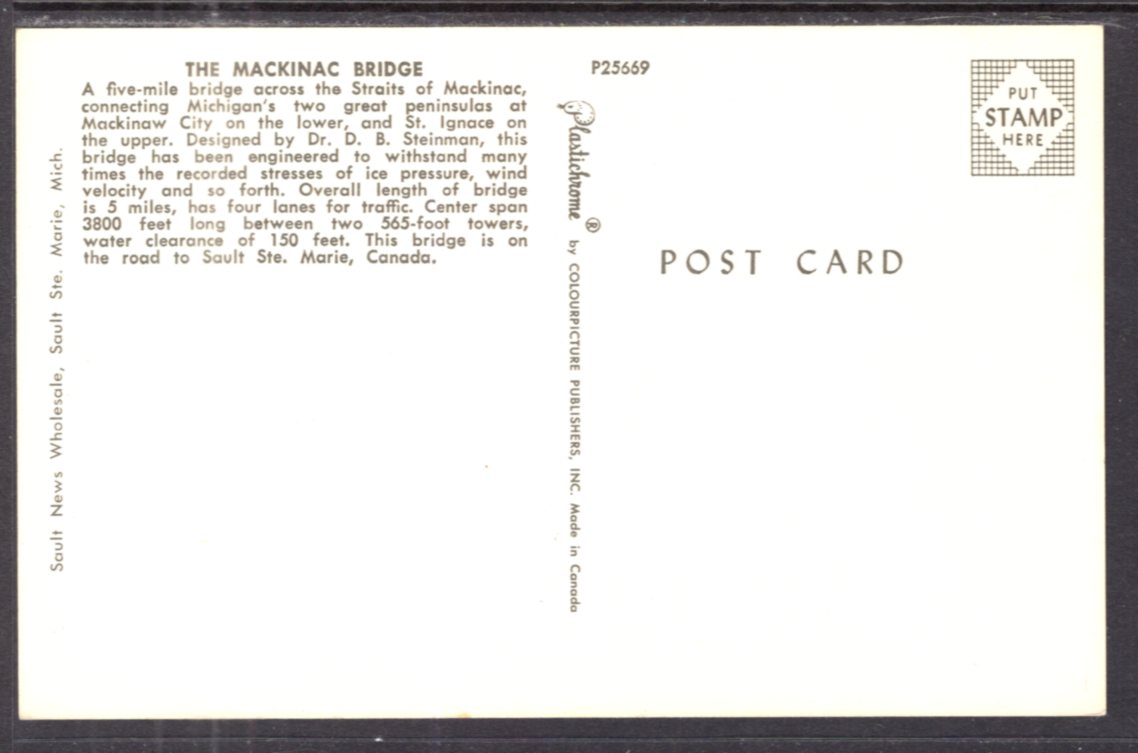 THE MACKINAC BRIDGE
A five-mile bridge across the Straits of Mackinac,
connecting Michigan's two great peninsulas at
Mackinaw City on the lower, and St. Ignace on
the upper. Designed by Dr. D. B. Steinman, this
bridge has been engineered to withstand many
times the recorded stresses of ice pressure, wind
velocity and so forth. Overall length of bridge
is 5 miles, has four lanes for traffic. Center span
3800 feet long between two 565-foot towers,
water clearance of 150 feet. This bridge is on
the road to Sault Ste. Marie, Canada.
Sault News Wholesale, Sault Ste. Marie, Mich.
P25669
Plastichrome ® by COLOURPICTURE PUBLISHERS, INC. Made in Canada
PUT
STAMP
HERE
POST CARD